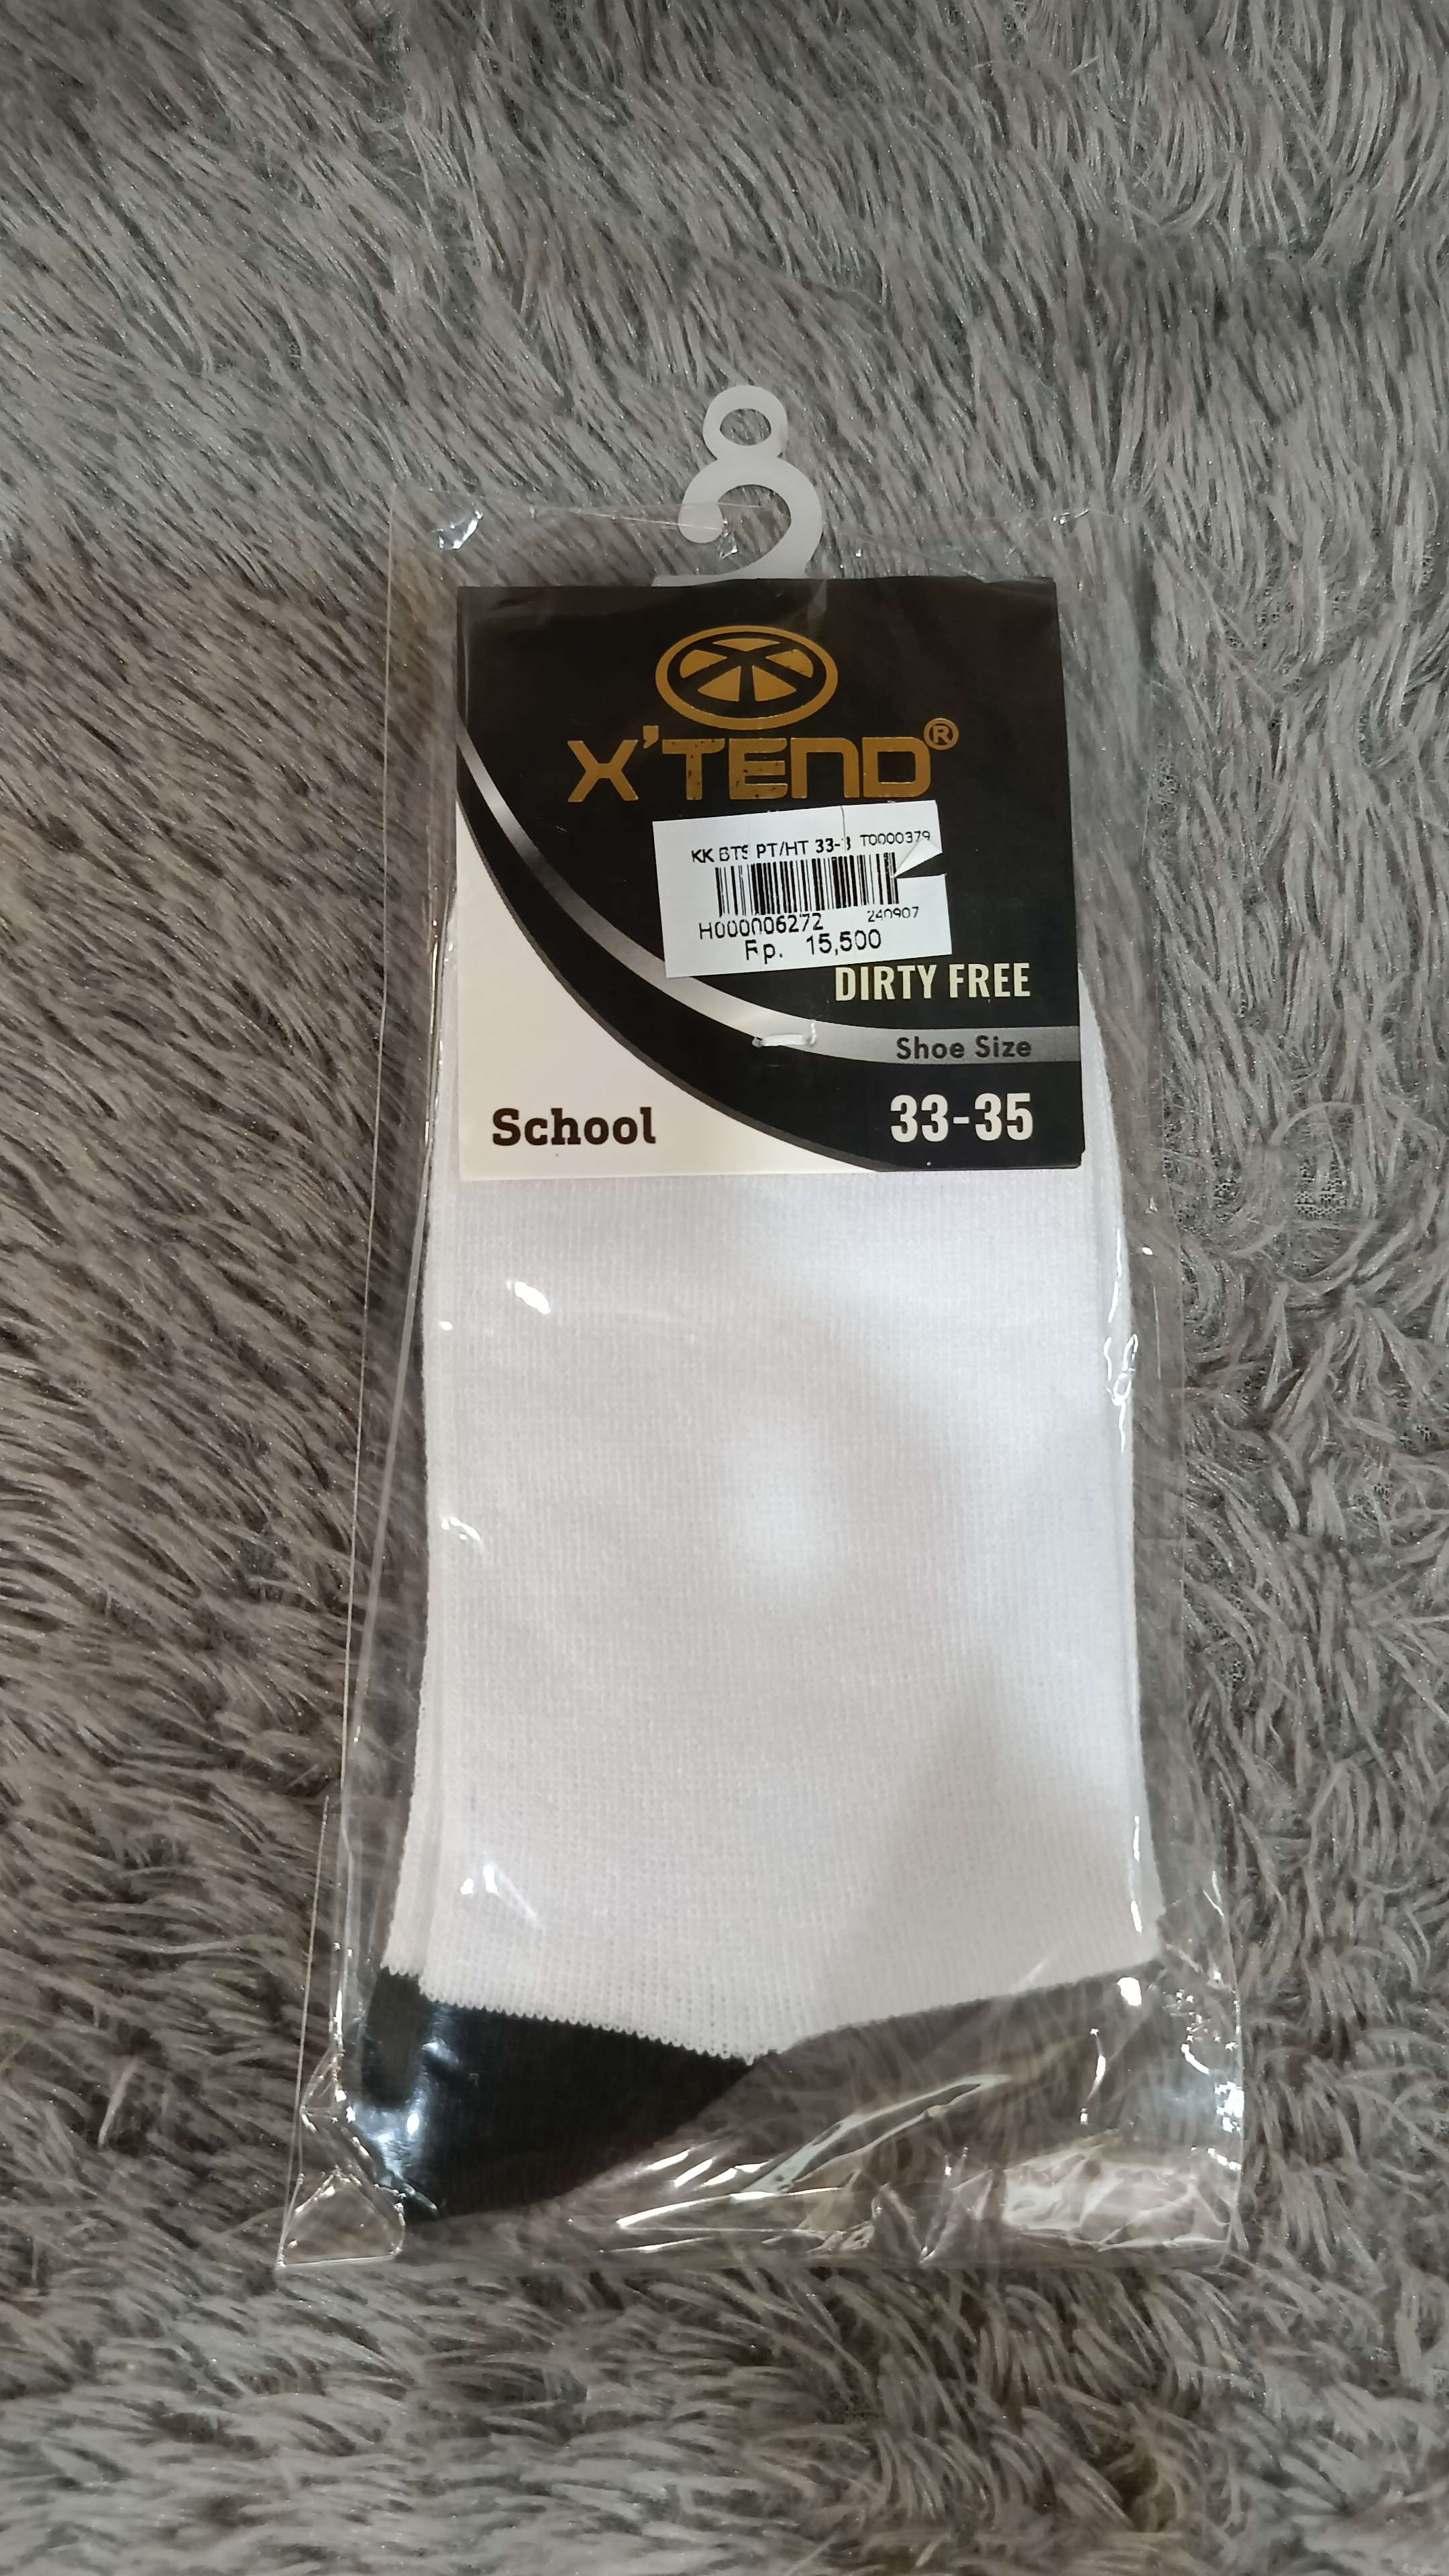 X'TEND®
KK BTS PT/HT 33-3 T0000379
H000006272 240907
Rp. 15,500
DIRTY FREE
Shoe Size
School 33-35